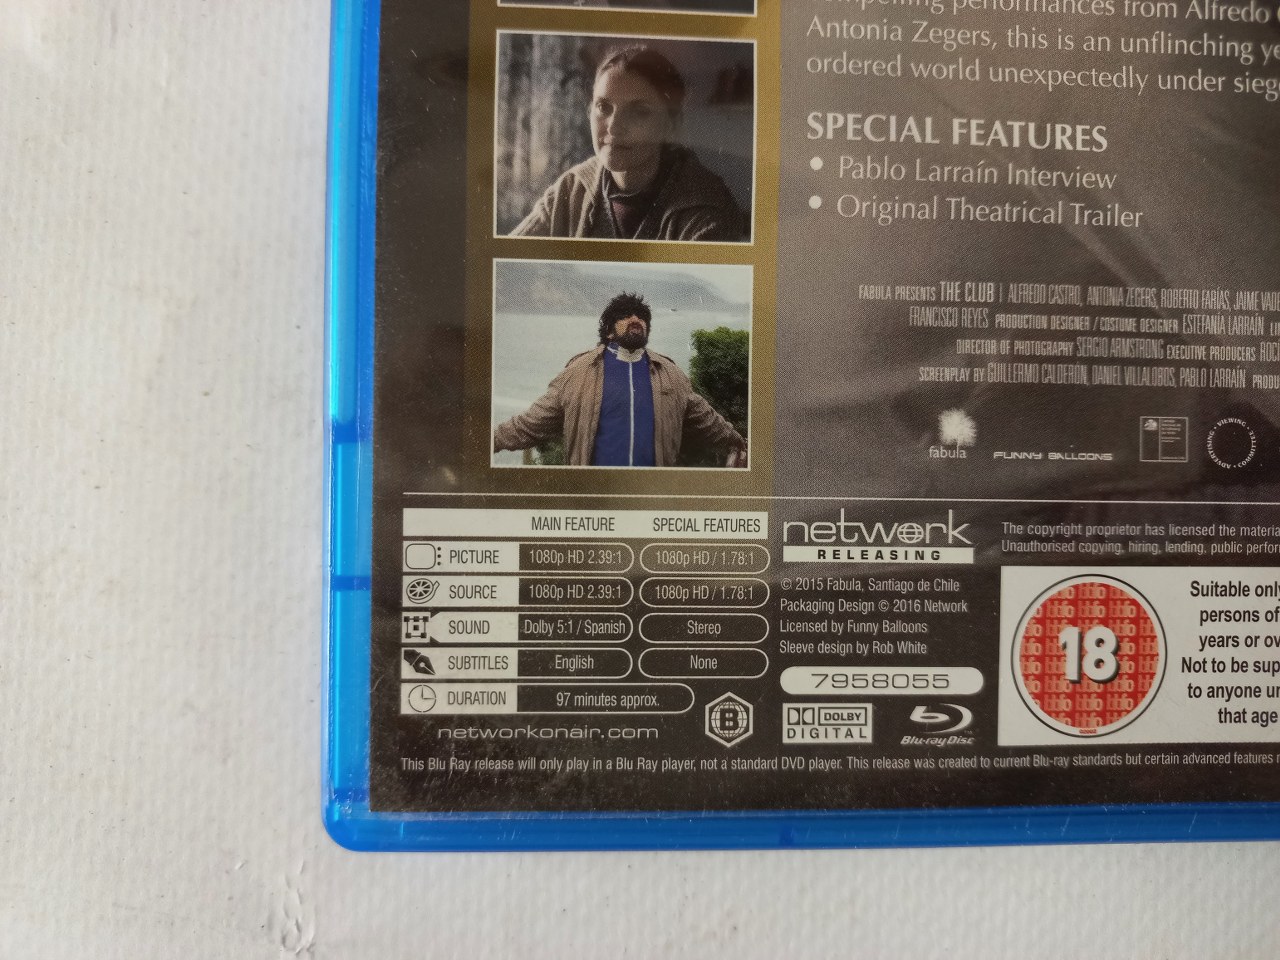 performances from Alfredo
Antonia Zegers, this is an unflinching
ordered world unexpectedly under
SPECIAL FEATURES
• Pablo Larraín Interview
• Original Theatrical Trailer
FABULA PRESENTS THE CLUB | ALFREDO CASTRO, ANTONIA ZEGERS, ROBERTO FARÍAS, JAIME
FRANCISCO REYES PRODUCTION DESIGNER / COSTUME DESIGNER ESTEFANÍA LARRAÍN
DIRECTOR OF PHOTOGRAPHY SERGIO ARMSTRONG EXECUTIVE PRODUCERS
SCREENPLAY BY GUILLERMO CALDERÓN, DANIEL VILLALOBOS, PABLO LARRAÍN
fabula
FUNNY BALLOONS
VIEWING • COMMITTEE • ADVERTISING •
MAIN FEATURE SPECIAL FEATURES
PICTURE 1080p HD 2.39:1 1080p HD / 1.78:1
SOURCE 1080p HD 2.39:1 1080p HD / 1.78:1
SOUND Dolby 5:1 / Spanish Stereo
SUBTITLES English None
DURATION 97 minutes approx.
networkonair.com
B
network
RELEASING
© 2015 Fabula, Santiago de Chile
Packaging Design © 2016 Network
Licensed by Funny Balloons
Sleeve design by Rob White
7958055
DOLBY
DIGITAL
Blu-ray Disc
The copyright proprietor has licensed the
Unauthorised copying, hiring, lending, public
18
Suitable only
persons of
years or
Not to be
to anyone
that age
This Blu Ray release will only play in a Blu Ray player, not a standard DVD player. This release was created to current Blu-ray standards but certain advanced features